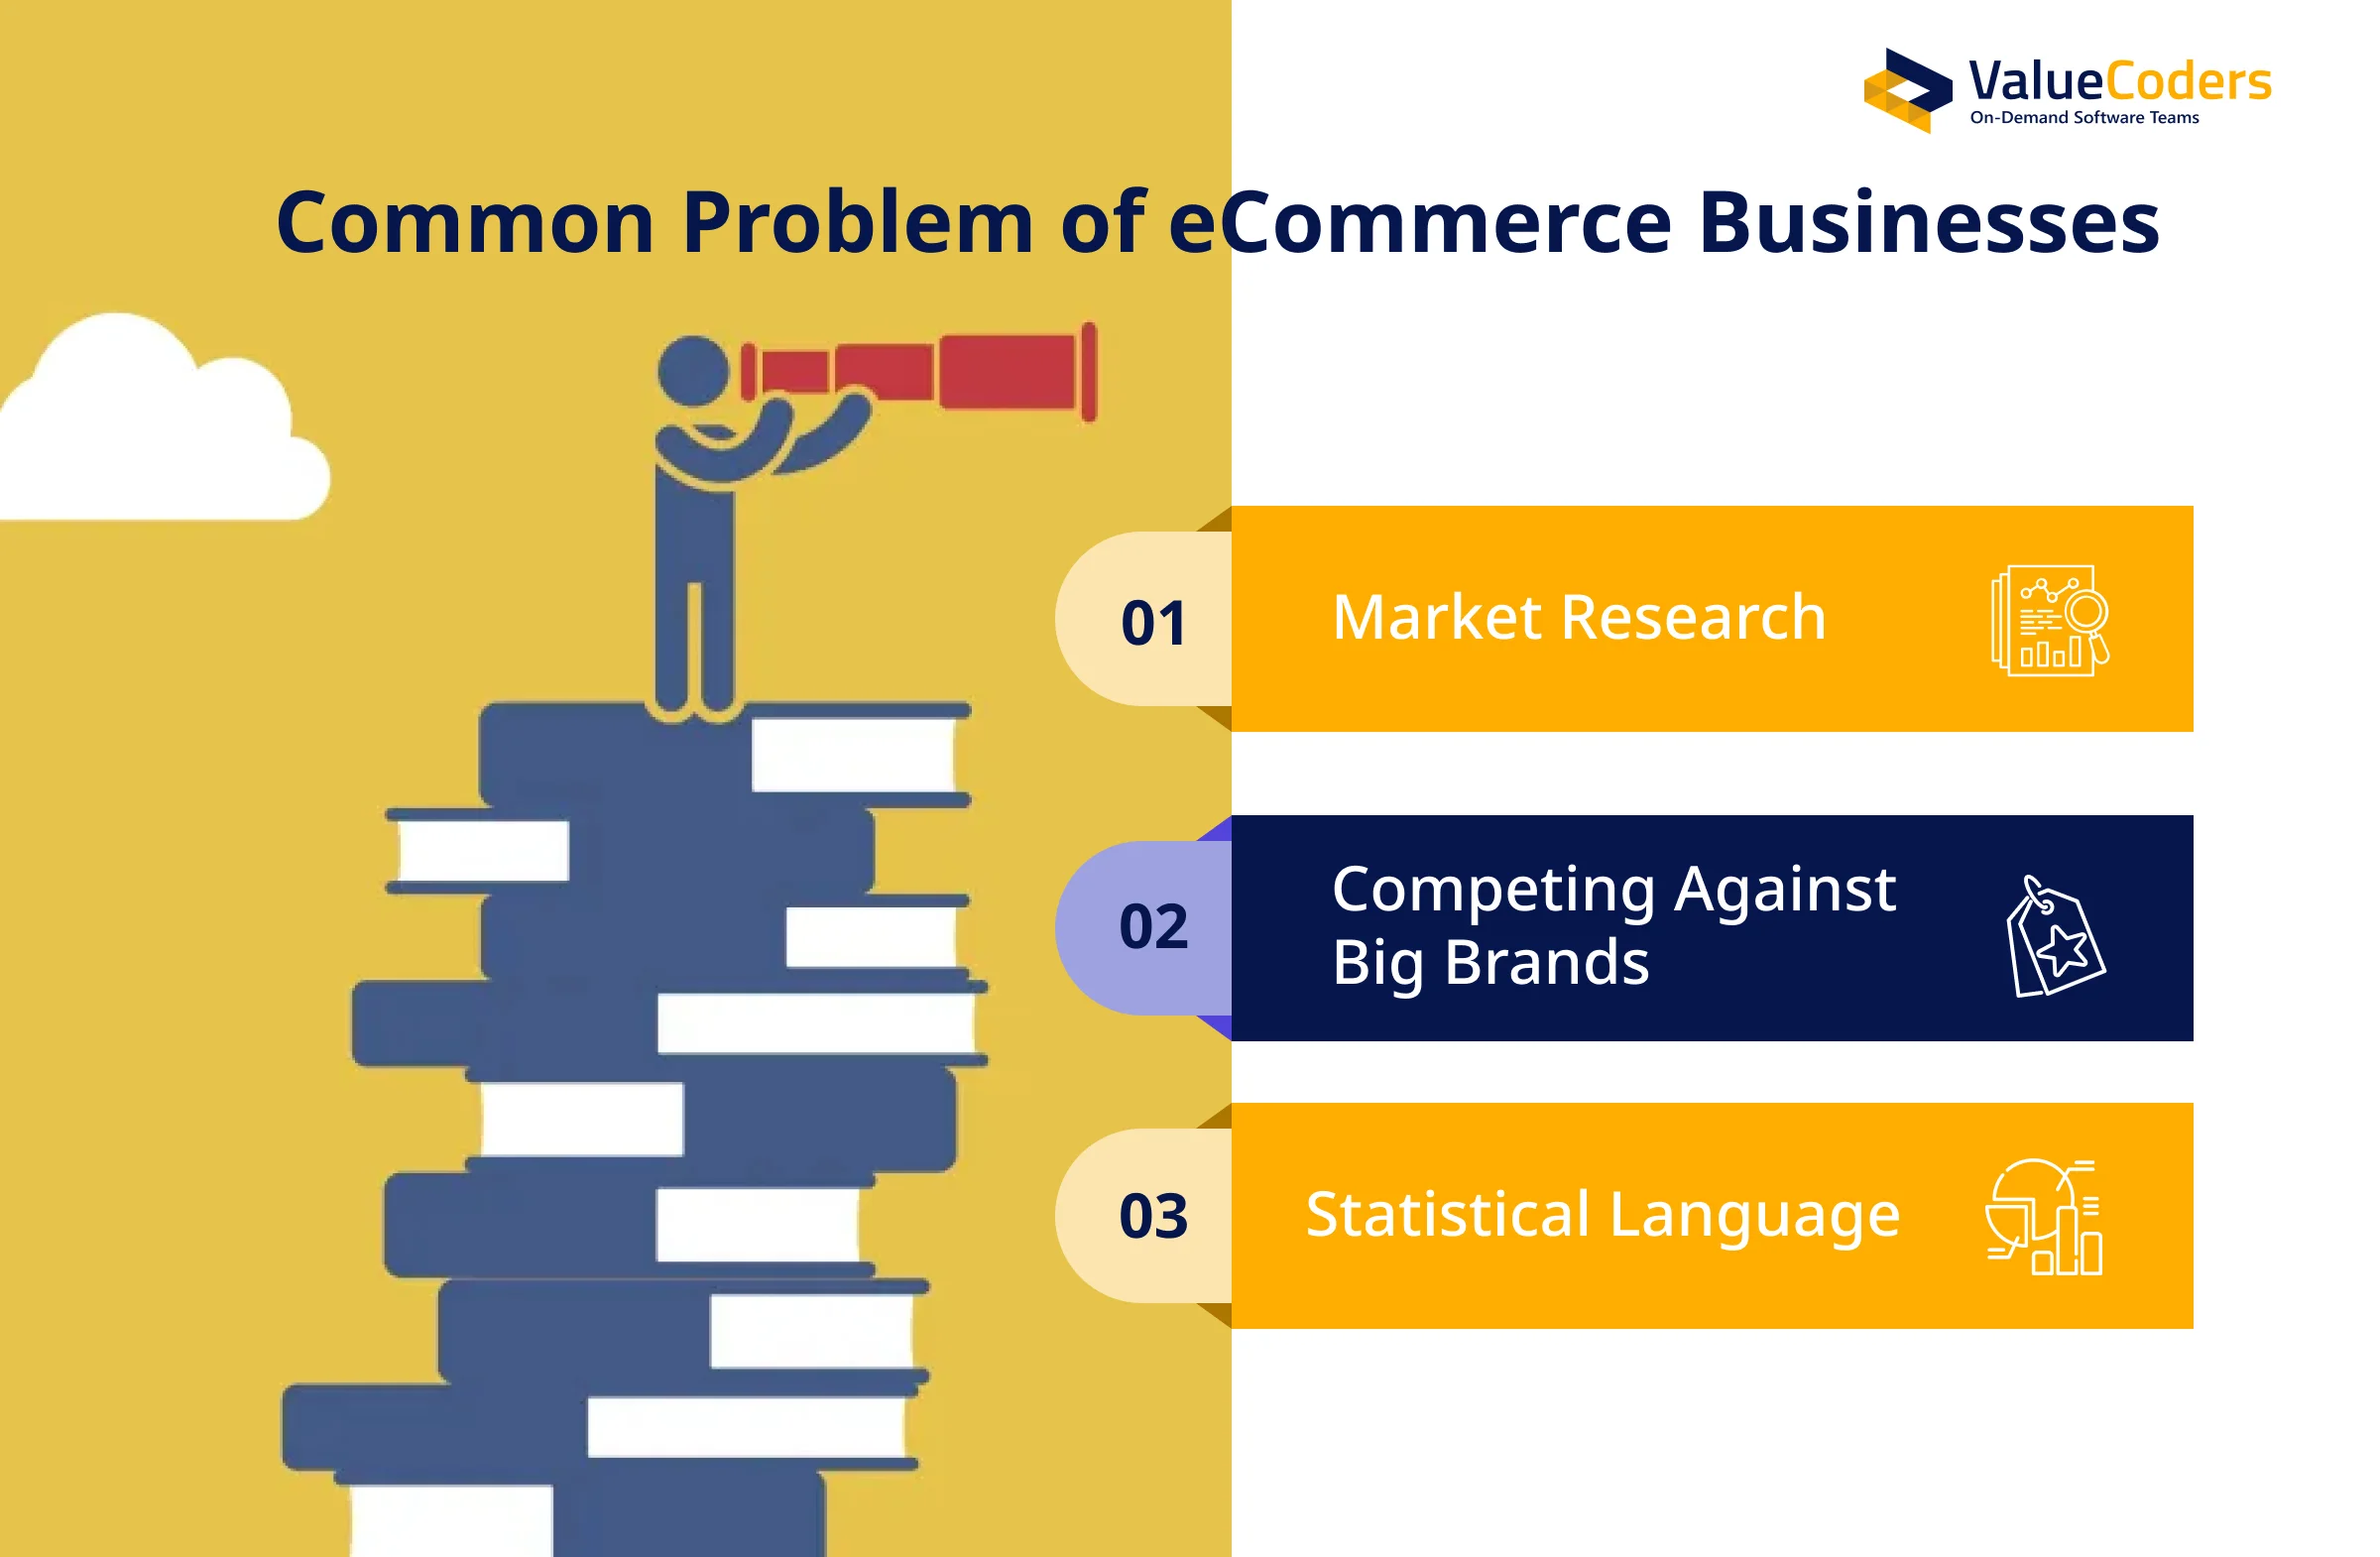 ValueCoders
On-Demand Software Teams
Common Problem of eCommerce Businesses
01
Market Research
02
Competing Against
Big Brands
03
Statistical Language